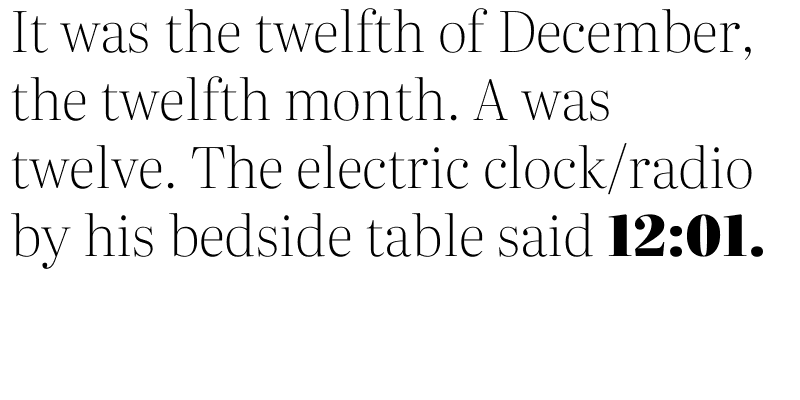 It was the twelfth of December,
the twelfth month. A was
twelve. The electric clock/radio
by his bedside table said 12:01.